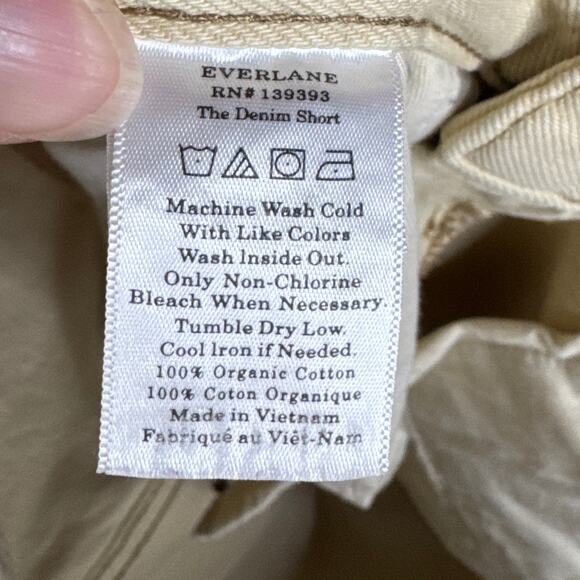 EVERLANE
RN# 139393
The Denim Short
Machine Wash Cold
With Like Colors
Wash Inside Out.
Only Non-Chlorine
Bleach When Necessary.
Tumble Dry Low.
Cool Iron if Needed.
100% Organic Cotton
100% Coton Organique
Made in Vietnam
Fabriqué au Viêt-Nam